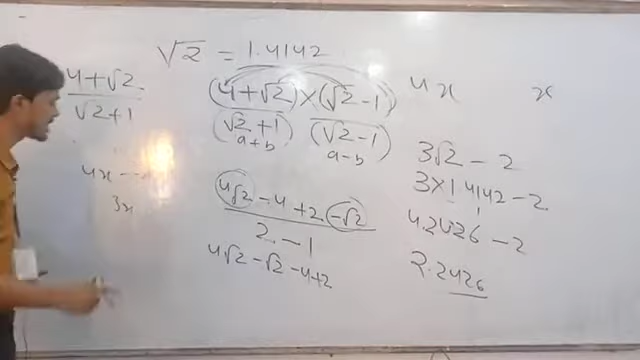 √2 = 1.4142
4+√2
√2+1
(4+√2)×(√2-1)
(√2+1) (√2-1)
a+b a-b
4x - -
3x
4√2-4+2-√2
2-1
4√2-√2-4+2
4x x
3√2-2
3×1.4142-2
4.2426-2
2.2426